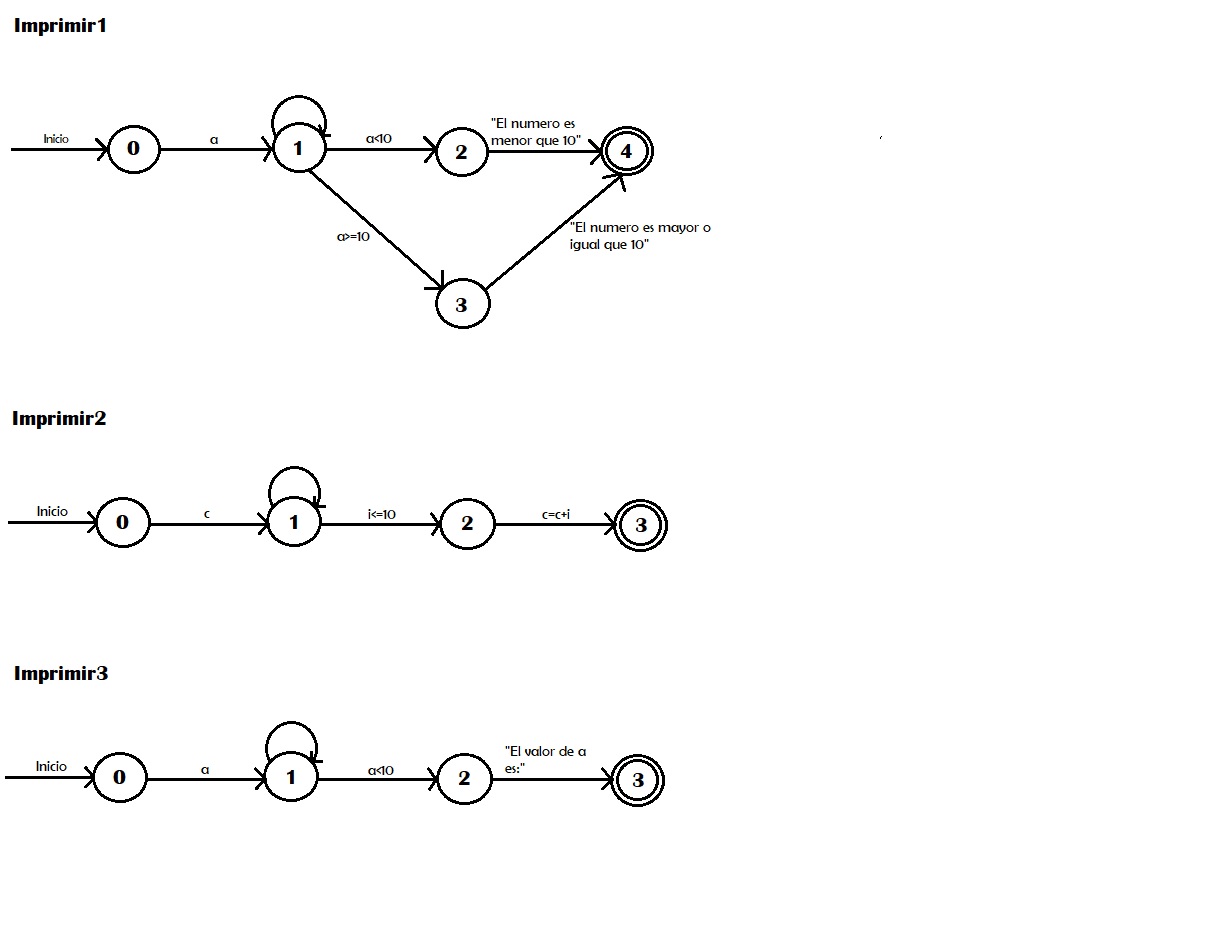 Imprimir1
Inicio
0
a
1
a<10
2
"El numero es
menor que 10"
4
a>=10
"El numero es mayor o
igual que 10"
3
Imprimir2
Inicio
0
c
1
i<=10
2
c=c+i
3
Imprimir3
Inicio
0
a
1
a<10
2
"El valor de a
es:"
3